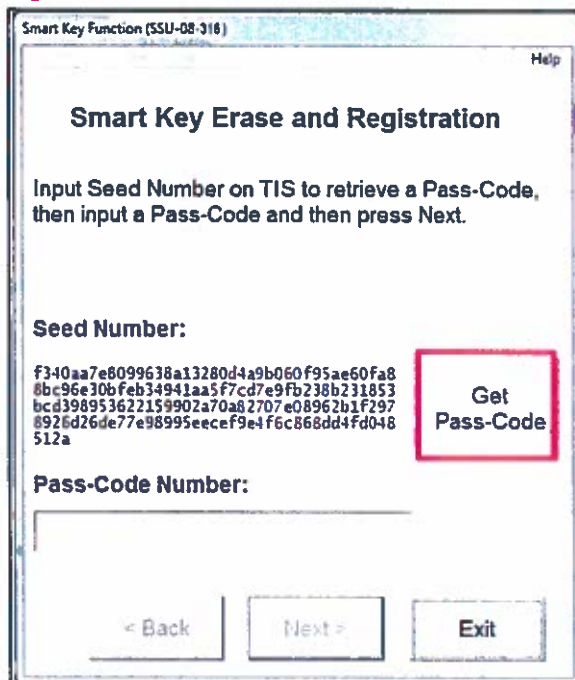 Smart Key Function (SSU-08-316)
Help
Smart Key Erase and Registration
Input Seed Number on TIS to retrieve a Pass-Code,
then input a Pass-Code and then press Next.
Seed Number:
f340aa7e8099638a13280d4a9b060f95ae60fa8
8bc96e30bfeb34941aa5f7cd7e9fb238b231853
bcd398953622159902a70a82707e08962b1f297
8926d26de77e98995eecef9e4f6c868dd4fd048
512a
Get
Pass-Code
Pass-Code Number:
< Back
Next >
Exit